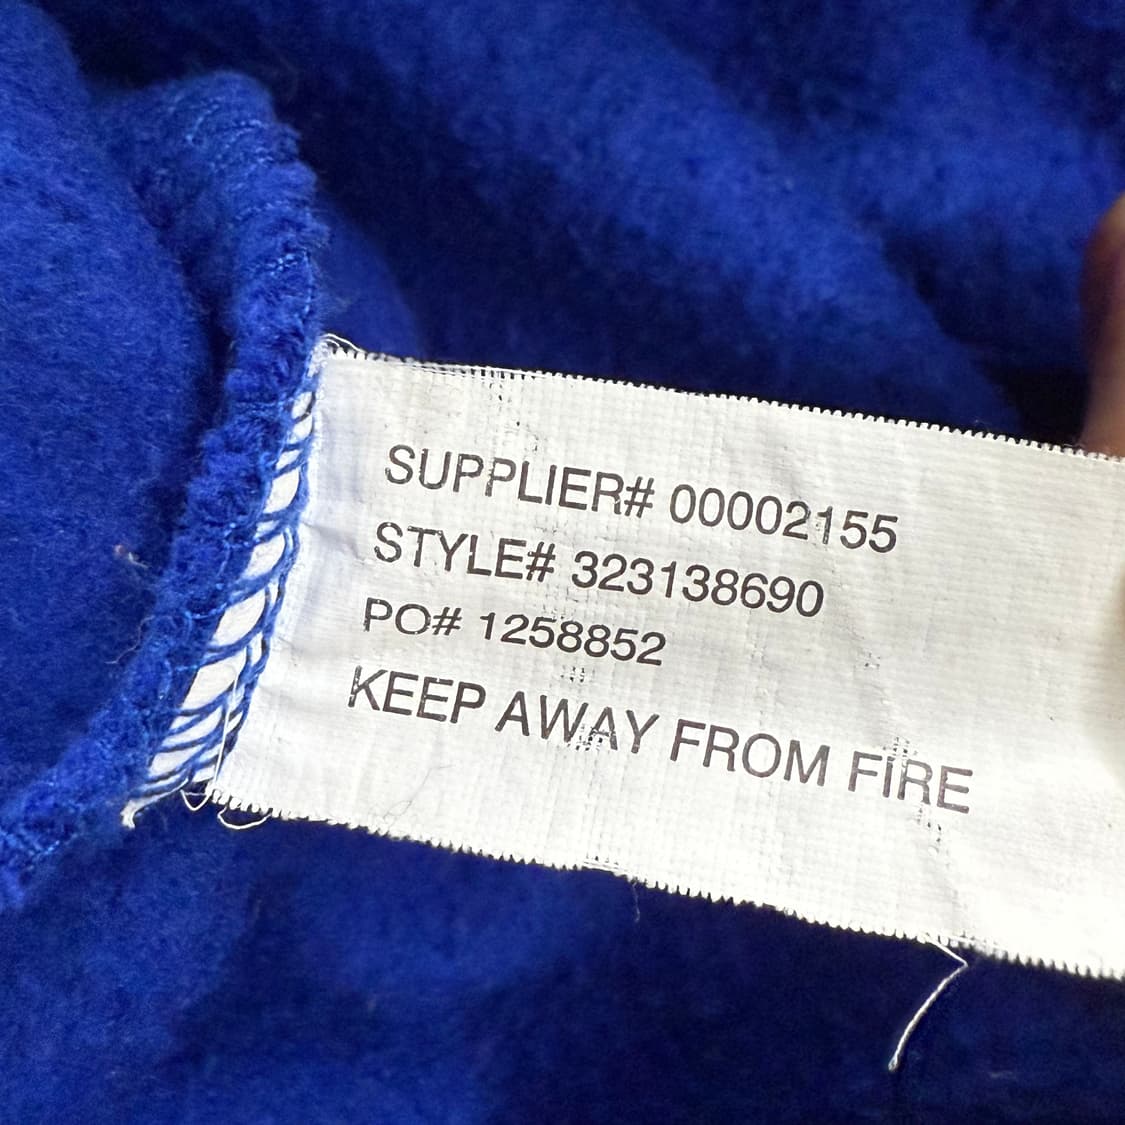 SUPPLIER# 00002155
STYLE# 323138690
PO# 1258852
KEEP AWAY FROM FIRE